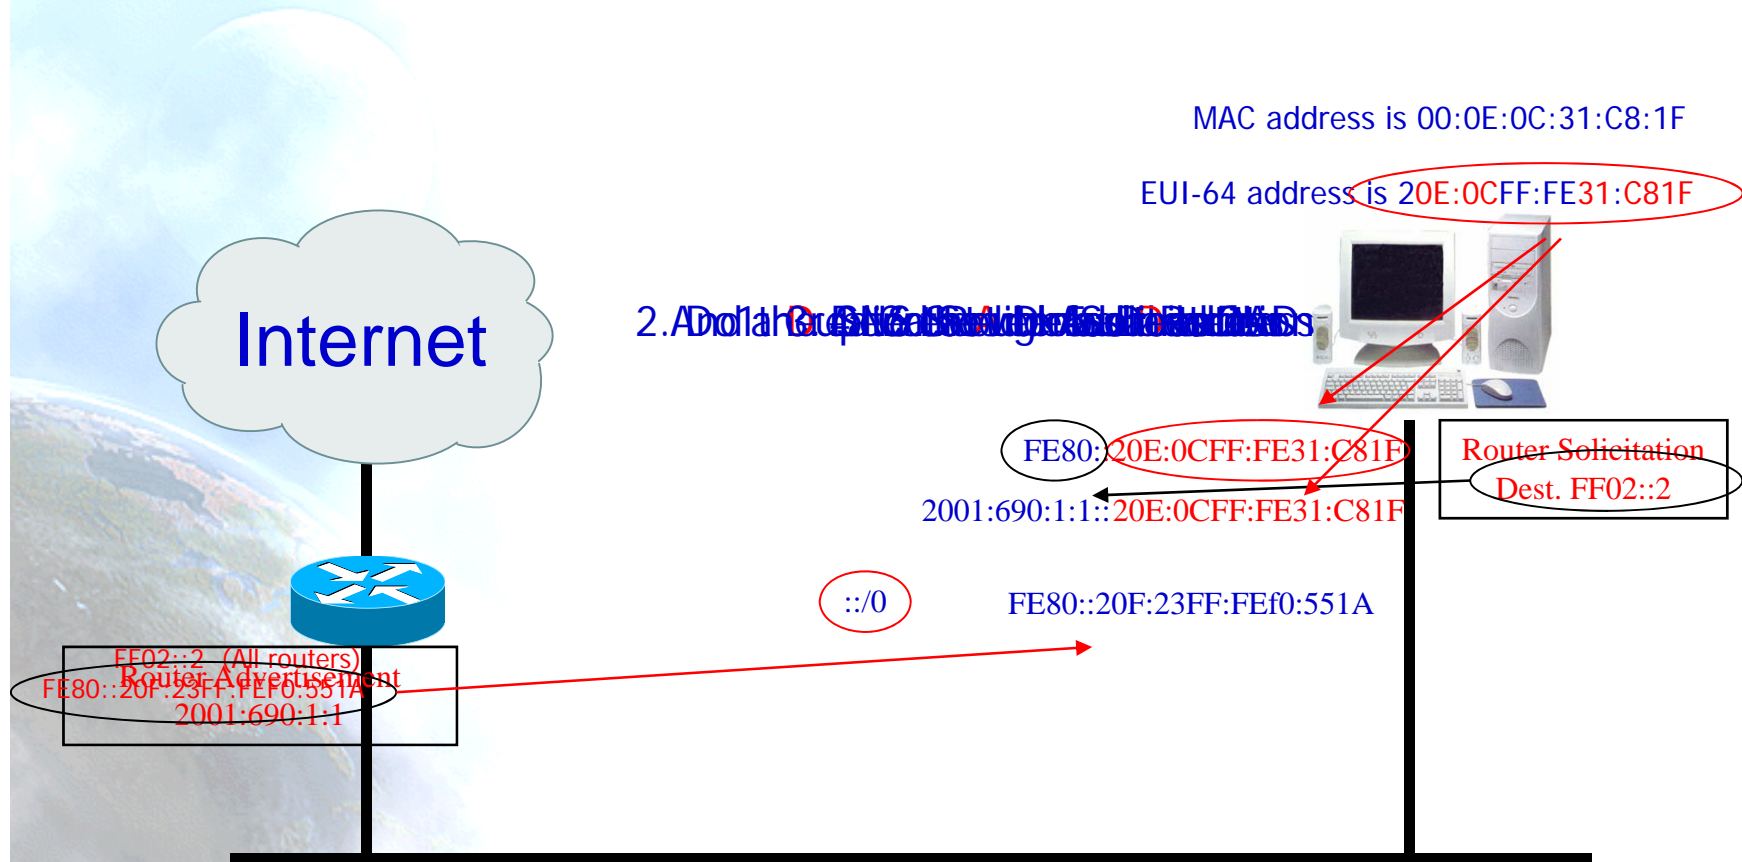 MAC address is 00:0E:0C:31:C8:1F
EUI-64 address is 20E:0CFF:FE31:C81F
Internet
2.
FE80::20E:0CFF:FE31:C81F
Router Solicitation
Dest. FF02::2
2001:690:1:1::20E:0CFF:FE31:C81F
::/0
FE80::20F:23FF:FEf0:551A
FF02::2 (All routers)
Router Advertisement
FE80::20F:23FF:FEF0:551A
2001:690:1:1